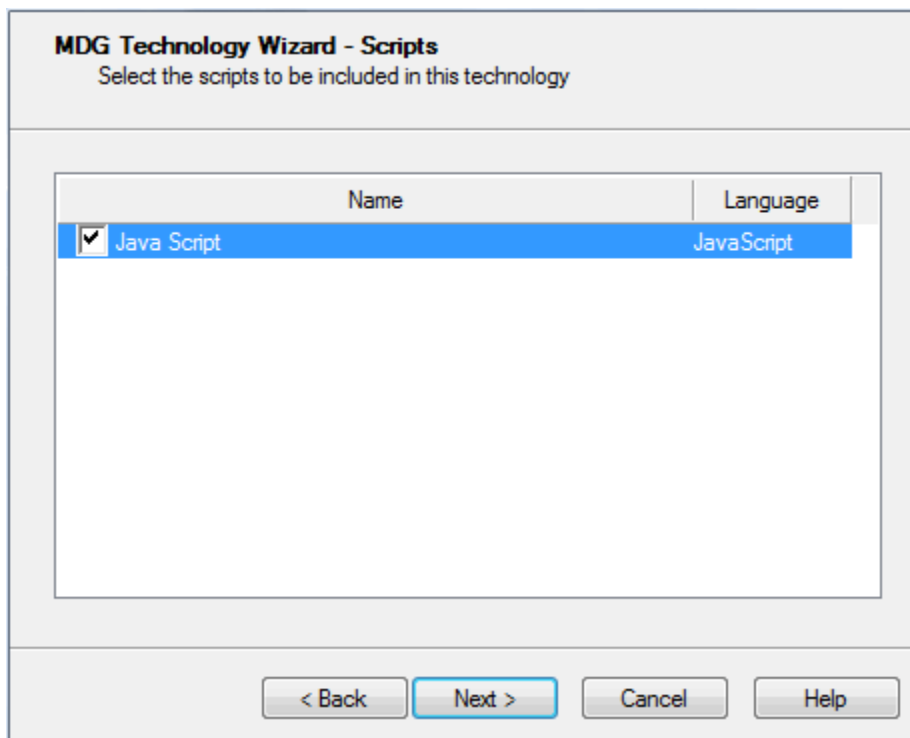 MDG Technology Wizard - Scripts
Select the scripts to be included in this technology
Name Language
Java Script JavaScript
< Back Next > Cancel Help